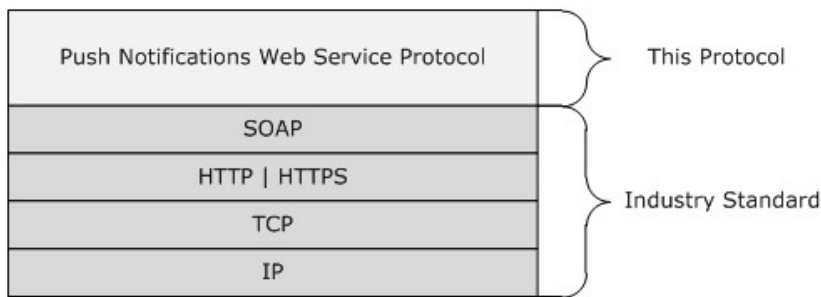 Push Notifications Web Service Protocol
This Protocol
SOAP
HTTP | HTTPS
TCP
IP
Industry Standard